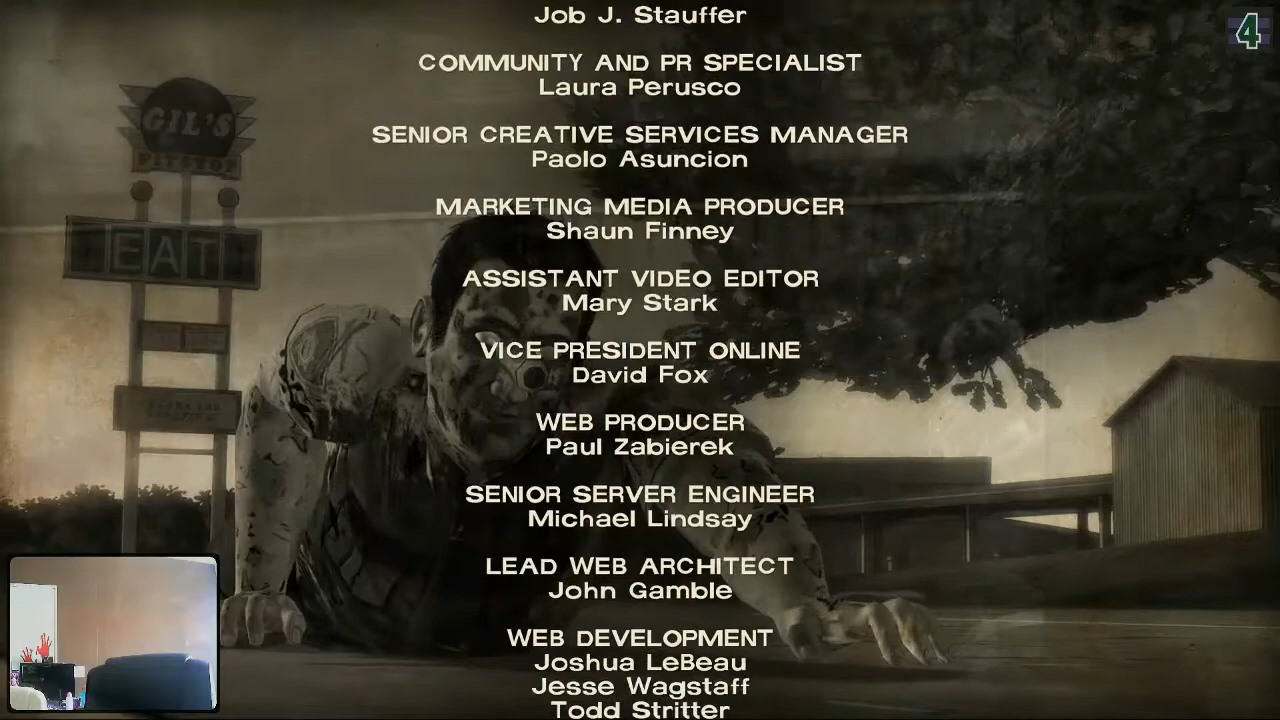 Job J. Stauffer
4
COMMUNITY AND PR SPECIALIST
Laura Perusco
SENIOR CREATIVE SERVICES MANAGER
Paolo Asuncion
GIL'S
PITSTOP
MARKETING MEDIA PRODUCER
Shaun Finney
EAT
ASSISTANT VIDEO EDITOR
Mary Stark
VICE PRESIDENT ONLINE
David Fox
WEB PRODUCER
Paul Zabierek
SENIOR SERVER ENGINEER
Michael Lindsay
LEAD WEB ARCHITECT
John Gamble
WEB DEVELOPMENT
Joshua LeBeau
Jesse Wagstaff
Todd Stritter